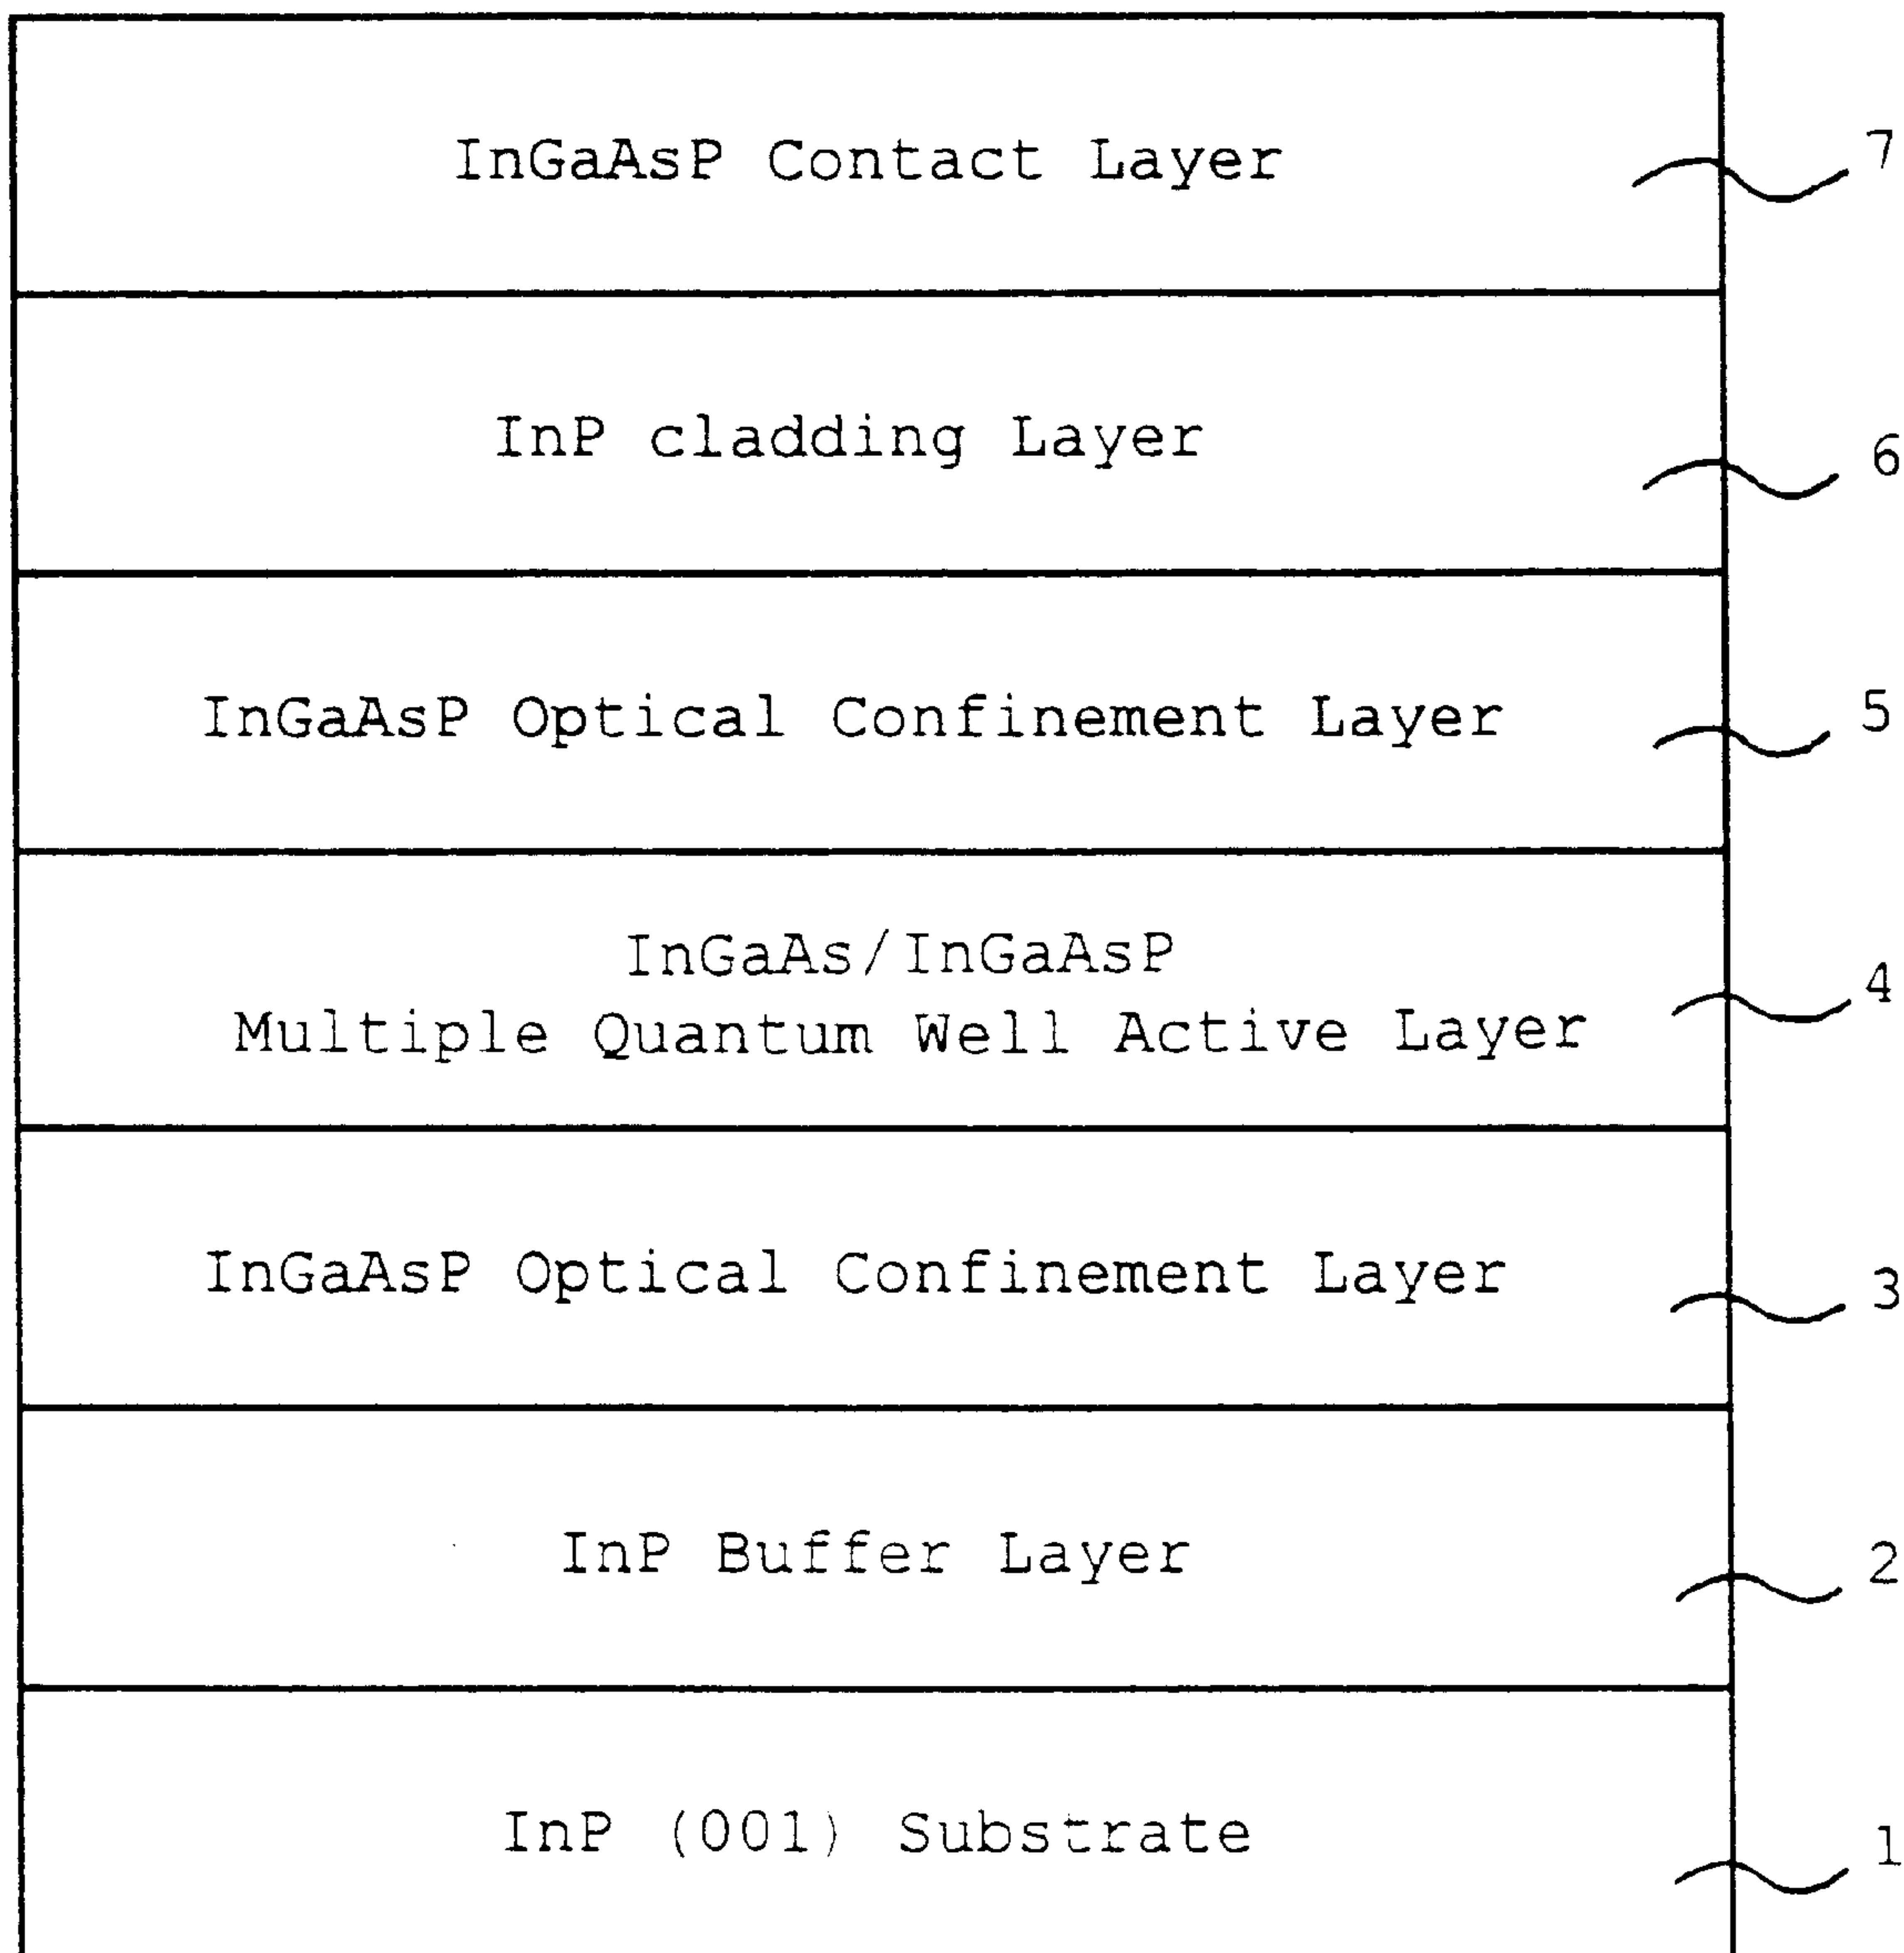 InGaAsP Contact Layer 7
InP cladding Layer 6
InGaAsP Optical Confinement Layer 5
InGaAs/InGaAsP
Multiple Quantum Well Active Layer 4
InGaAsP Optical Confinement Layer 3
InP Buffer Layer 2
InP (001) Substrate 1